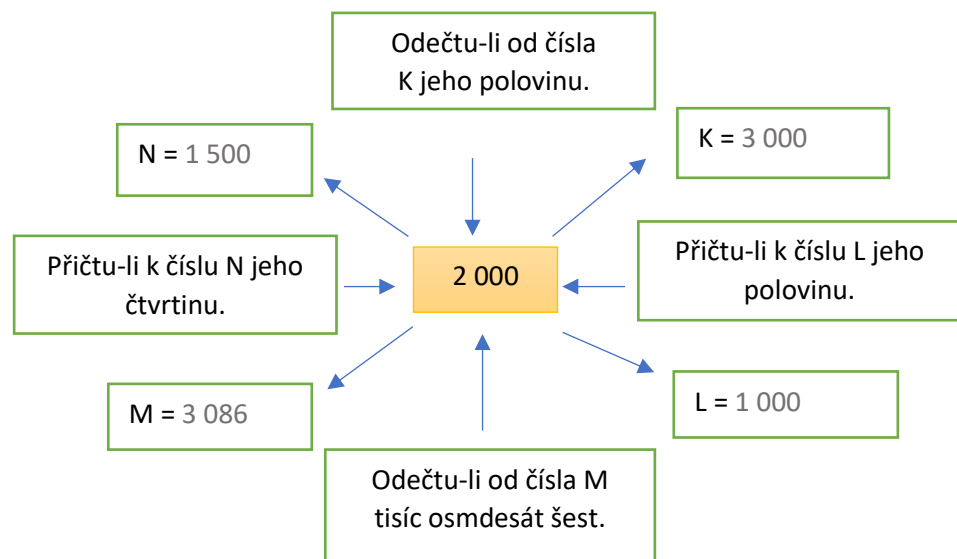 Odečtu-li od čísla
K jeho polovinu.
N = 1 500
K = 3 000
Přičtu-li k číslu N jeho
čtvrtinu.
2 000
Přičtu-li k číslu L jeho
polovinu.
M = 3 086
L = 1 000
Odečtu-li od čísla M
tisíc osmdesát šest.